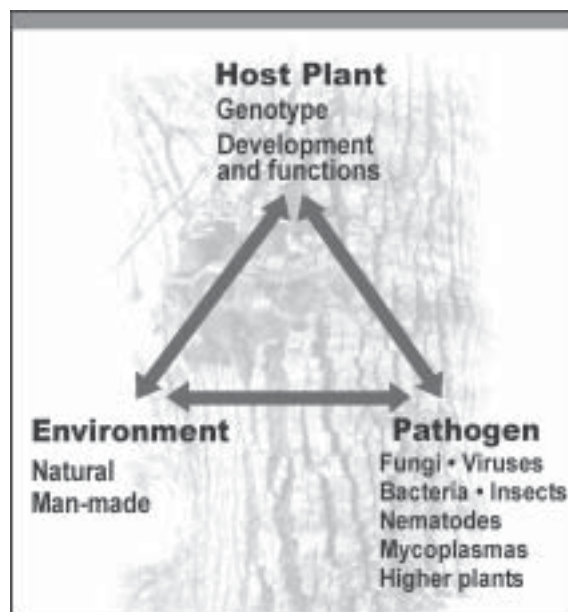 Host Plant
Genotype
Development
and functions
Environment
Natural
Man-made
Pathogen
Fungi • Viruses
Bacteria • Insects
Nematodes
Mycoplasmas
Higher plants